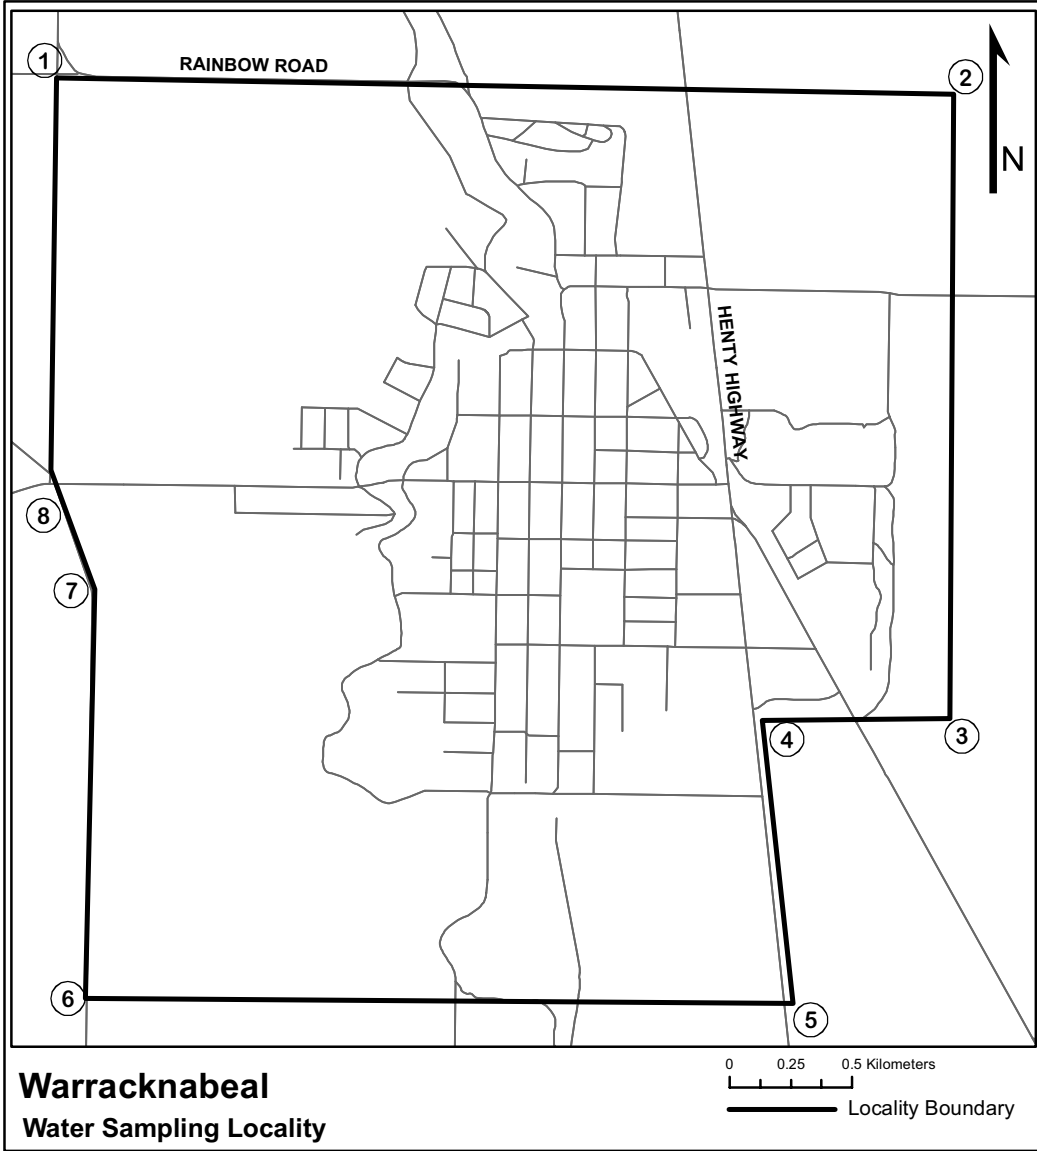 1
RAINBOW ROAD
2
N
HENTY HIGHWAY
8
7
4
3
6
5
0 0.25 0.5 Kilometers
Locality Boundary
Warracknabeal
Water Sampling Locality